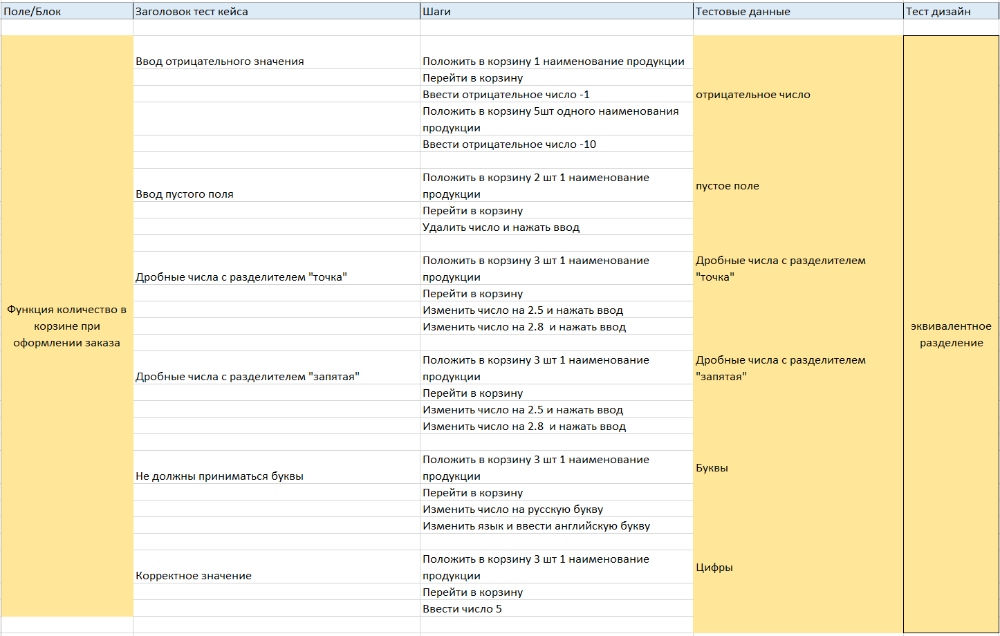 Поле/Блок
Заголовок тест кейса
Шаги
Тестовые данные
Тест дизайн
Функция количество в
корзине при
оформлении заказа
Ввод отрицательного значения
Положить в корзину 1 наименование продукции
Перейти в корзину
Ввести отрицательное число -1
Положить в корзину 5шт одного наименования
продукции
Ввести отрицательное число -10
отрицательное число
Ввод пустого поля
Положить в корзину 2 шт 1 наименование
продукции
Перейти в корзину
Удалить число и нажать ввод
пустое поле
Дробные числа с разделителем "точка"
Положить в корзину 3 шт 1 наименование
продукции
Перейти в корзину
Изменить число на 2.5 и нажать ввод
Изменить число на 2.8  и нажать ввод
Дробные числа с разделителем
"точка"
Дробные числа с разделителем "запятая"
Положить в корзину 3 шт 1 наименование
продукции
Перейти в корзину
Изменить число на 2.5 и нажать ввод
Изменить число на 2.8  и нажать ввод
Дробные числа с разделителем
"запятая"
Не должны приниматься буквы
Положить в корзину 3 шт 1 наименование
продукции
Перейти в корзину
Изменить число на русскую букву
Изменить язык и ввести английскую букву
Буквы
Корректное значение
Положить в корзину 3 шт 1 наименование
продукции
Перейти в корзину
Ввести число 5
Цифры
эквивалентное
разделение